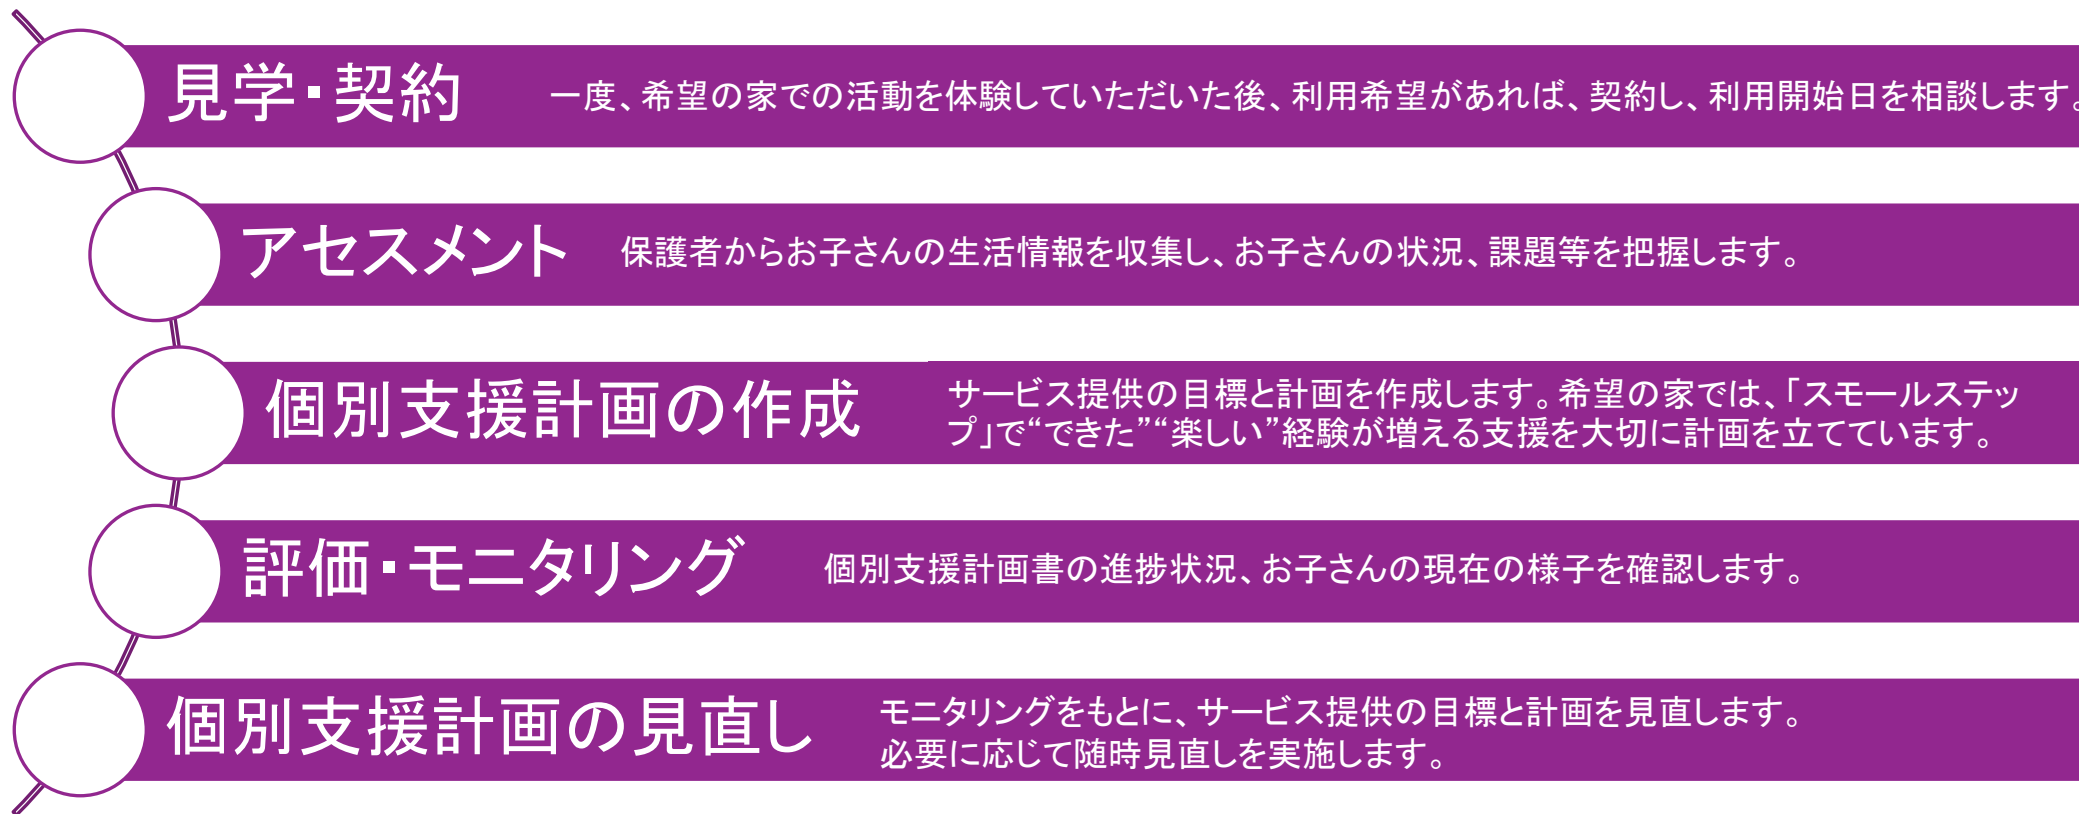 見学・契約 一度、希望の家での活動を体験していただいた後、利用希望があれば、契約し、利用開始日を相談します。
アセスメント 保護者からお子さんの生活情報を収集し、お子さんの状況、課題等を把握します。
個別支援計画の作成
サービス提供の目標と計画を作成します。希望の家では、「スモールステッ
プ」で“できた”“楽しい”経験が増える支援を大切に計画を立てています。
評価・モニタリング 個別支援計画書の進捗状況、お子さんの現在の様子を確認します。
個別支援計画の見直し
モニタリングをもとに、サービス提供の目標と計画を見直します。
必要に応じて随時見直しを実施します。